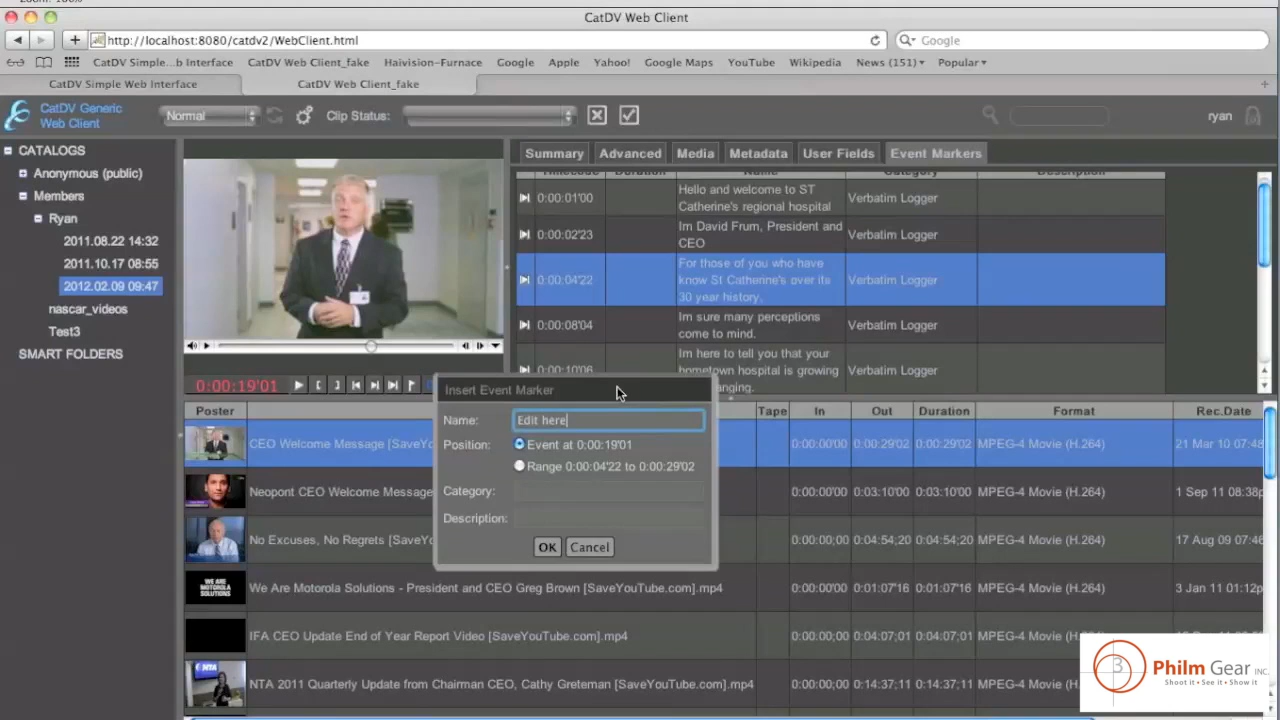 CatDV Web Client
http://localhost:8080/catdv2/WebClient.html
Google
CatDV Simple...b Interface
CatDV Web Client_fake
Haivision-Furnace
Google
Apple
Yahoo!
Google Maps
YouTube
Wikipedia
News (151)
Popular
CatDV Simple Web Interface
CatDV Web Client_fake
CatDV Generic
Web Client
Normal
Clip Status:
ryan
CATALOGS
Anonymous (public)
Members
Ryan
2011.08.22 14:32
2011.10.17 08:55
2012.02.09 09:47
nascar_videos
Test3
SMART FOLDERS
Summary
Advanced
Media
Metadata
User Fields
Event Markers
Timecode
Duration
Name
Category
Description
0:00:01'00
Hello and welcome to ST
Catherine's regional hospital
Verbatim Logger
0:00:02'23
Im David Frum, President and
CEO
Verbatim Logger
0:00:04'22
For those of you who have
know St Catherine's over its
30 year history.
Verbatim Logger
0:00:08'04
Im sure many perceptions
come to mind.
Verbatim Logger
0:00:10'06
Im here to tell you that your
hometown hospital is growing
Verbatim Logger
0:00:19'01
Insert Event Marker
Name:
Edit here
Position:
Event at 0:00:19'01
Range 0:00:04'22 to 0:00:29'02
Category:
Description:
OK
Cancel
Poster
Tape
In
Out
Duration
Format
Rec.Date
CEO Welcome Message [SaveYo
0:00:00'00
0:00:29'02
0:00:29'02
MPEG-4 Movie (H.264)
21 Mar 10 07:48
Neopont CEO Welcome Message
0:00:00'00
0:03:10'07
0:03:10'07
MPEG-4 Movie (H.264)
1 Sep 11 08:38p
No Excuses, No Regrets [SaveYo
0:00:00;00
0:04:54;20
0:04:54;20
MPEG-4 Movie (H.264)
17 Aug 09 07:46
WE ARE
MOTOROLA
SOLUTIONS
We Are Motorola Solutions - President and CEO Greg Brown [SaveYouTube.com].mp4
0:00:00'00
0:01:07'16
0:01:07'16
MPEG-4 Movie (H.264)
3 Jan 11 01:12p
IFA CEO Update End of Year Report Video [SaveYouTube.com].mp4
0:00:00;00
0:04:07;01
0:04:07;01
MPEG-4 Movie (H.264)
NTA 2011 Quarterly Update from Chairman/CEO, Cathy Greteman [SaveYouTube.com].mp4
0:00:00;00
0:14:37;11
0:14:37;11
MPEG-4 Movie (H.264)
3
Philm Gear INC.
Shoot it • See it • Show it